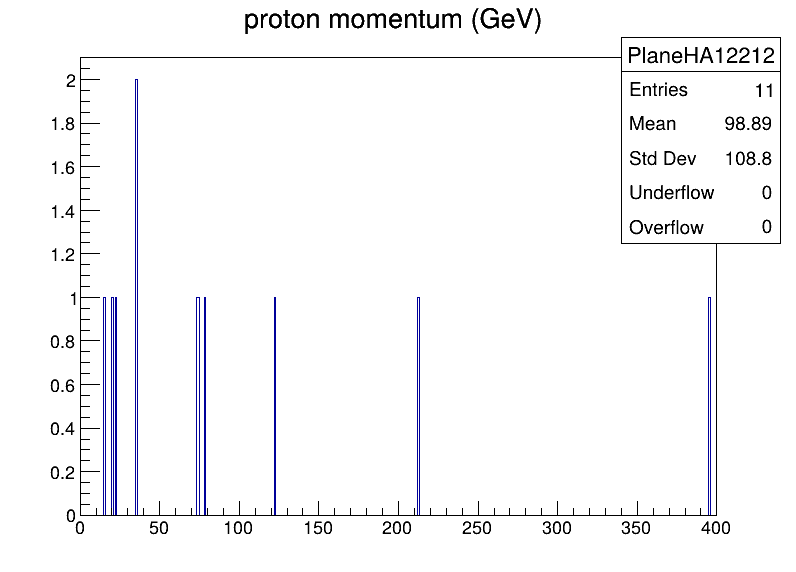 proton momentum (GeV)
PlaneHA12212
Entries 11
Mean 98.89
Std Dev 108.8
Underflow 0
Overflow 0
2
1.8
1.6
1.4
1.2
1
0.8
0.6
0.4
0.2
0
0 50 100 150 200 250 300 350 400